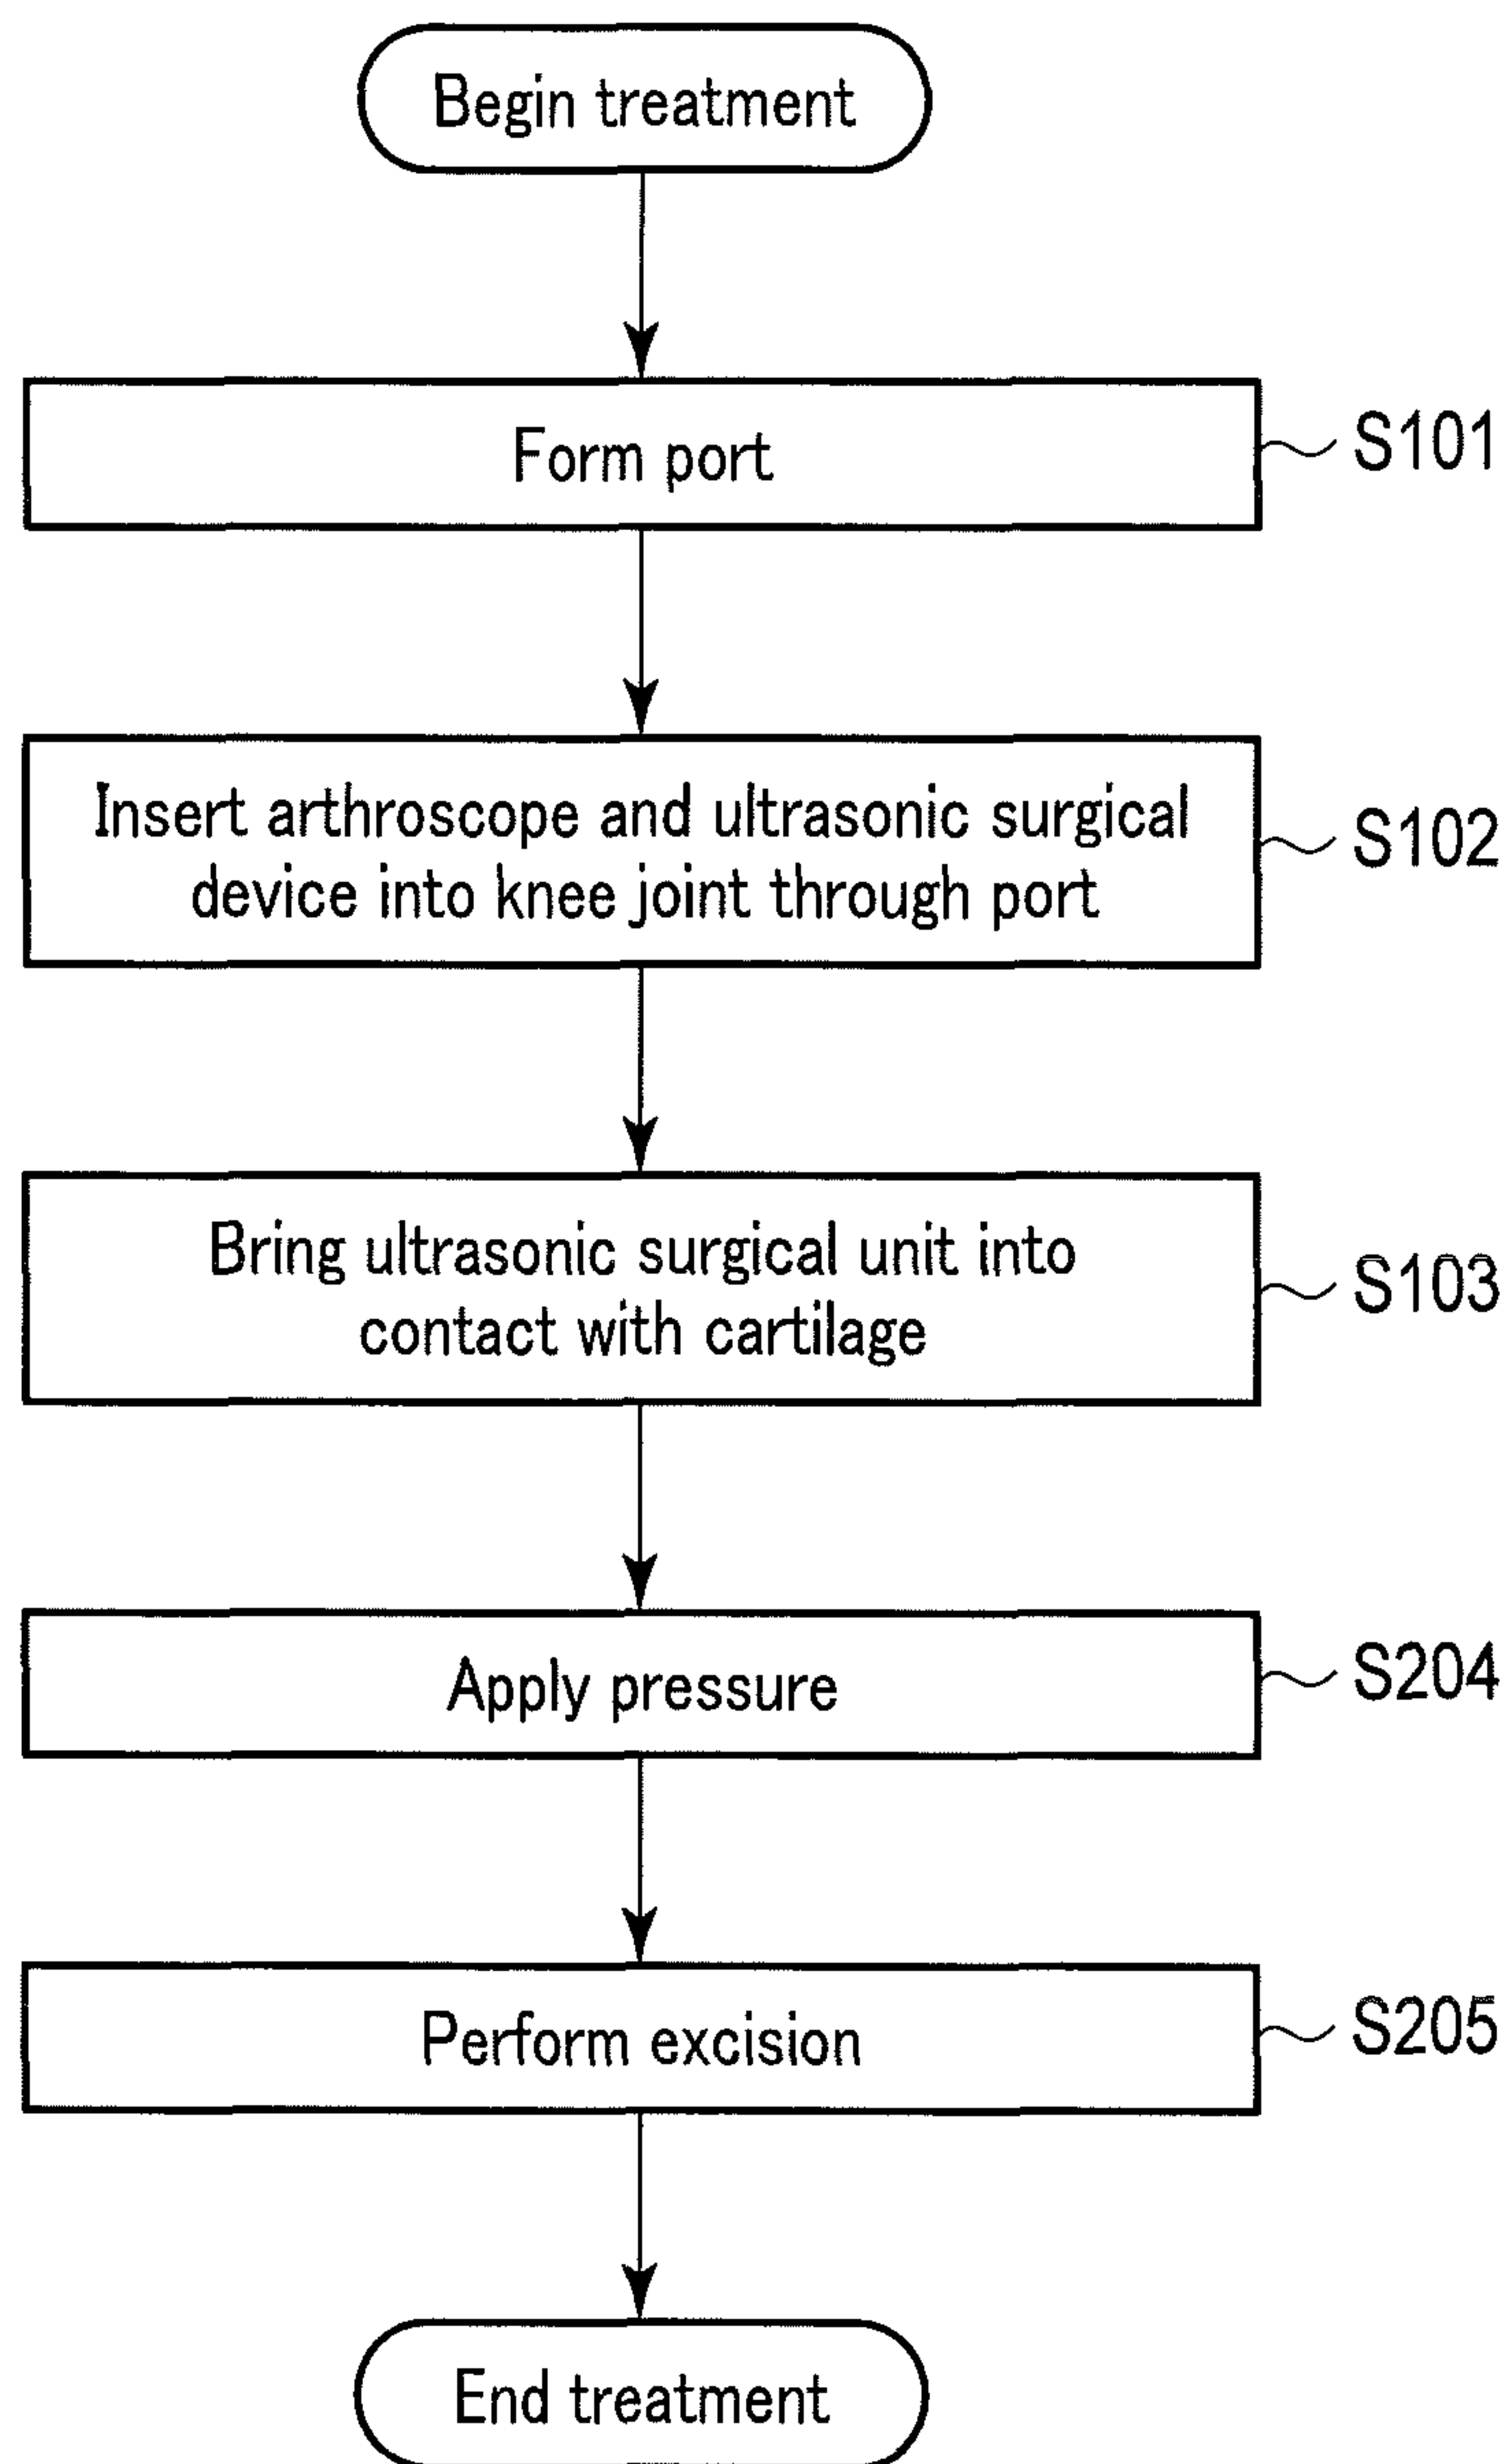 Begin treatment
Form port
S101
Insert arthroscope and ultrasonic surgical
device into knee joint through port
S102
Bring ultrasonic surgical unit into
contact with cartilage
S103
Apply pressure
S204
Perform excision
S205
End treatment